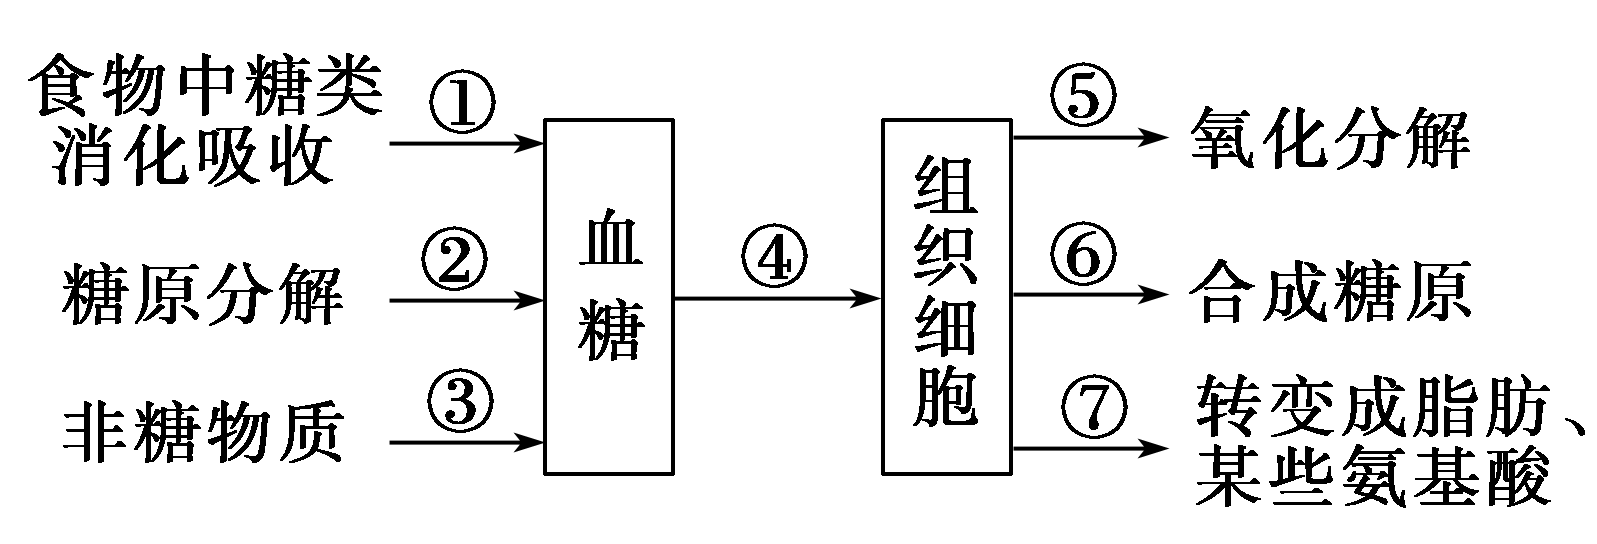 食物中糖类
消化吸收
①
糖原分解
②
非糖物质
③
血糖
④
组织细胞
⑤
氧化分解
⑥
合成糖原
⑦
转变成脂肪、
某些氨基酸